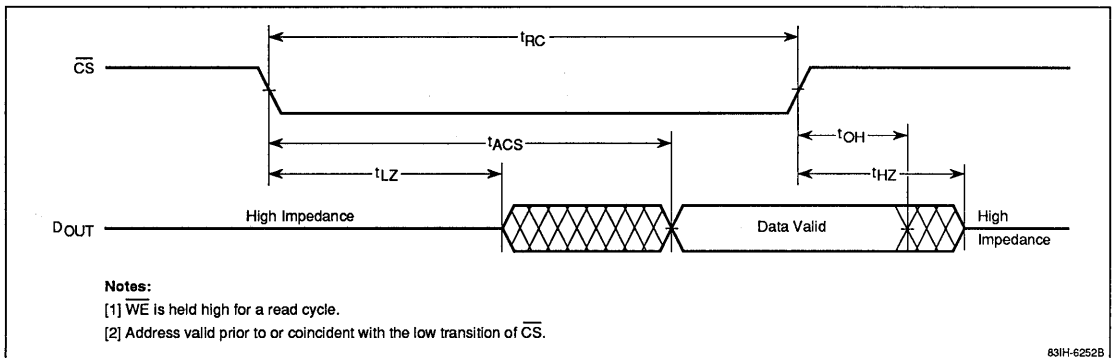 tRC
CS
tACS
tOH
tLZ
tHZ
DOUT
High Impedance
Data Valid
High
Impedance
Notes:
[1] WE is held high for a read cycle.
[2] Address valid prior to or coincident with the low transition of CS.
83IH-6252B